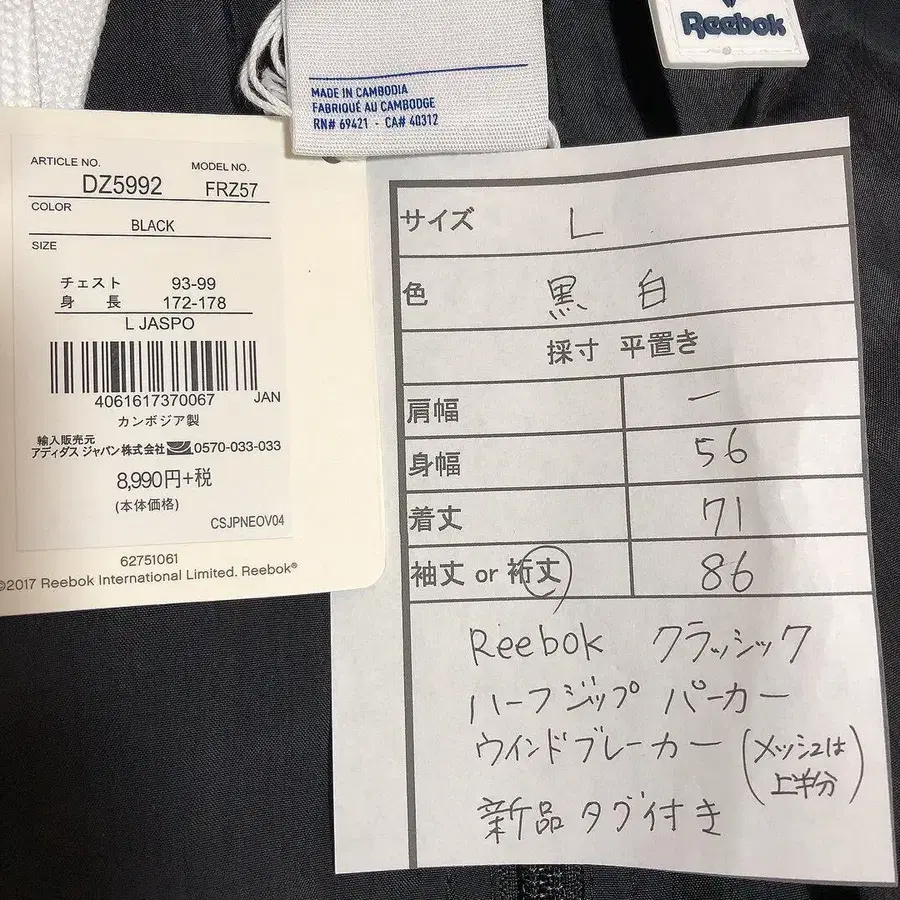 Reebok
MADE IN CAMBODIA
FABRIQUÉ AU CAMBODGE
RN# 69421 - CA# 40312
ARTICLE NO. MODEL NO.
DZ5992 FRZ57
COLOR
BLACK
SIZE
チェスト 93-99
身 長 172-178
L JASPO
4061617370067 JAN
カンボジア製
輸入販売元
アディダス ジャパン株式会社 0570-033-033
8,990円+税
(本体価格)
CSJPNEOV04
62751061
©2017 Reebok International Limited. Reebok®
サイズ L
色 黒 白
採寸 平置き
肩幅 ー
身幅 56
着丈 71
袖丈 or 裄丈 86
Reebok クラッシック
ハーフジップ パーカー
ウインドブレーカー (メッシュは
上半分)
新品タグ付き